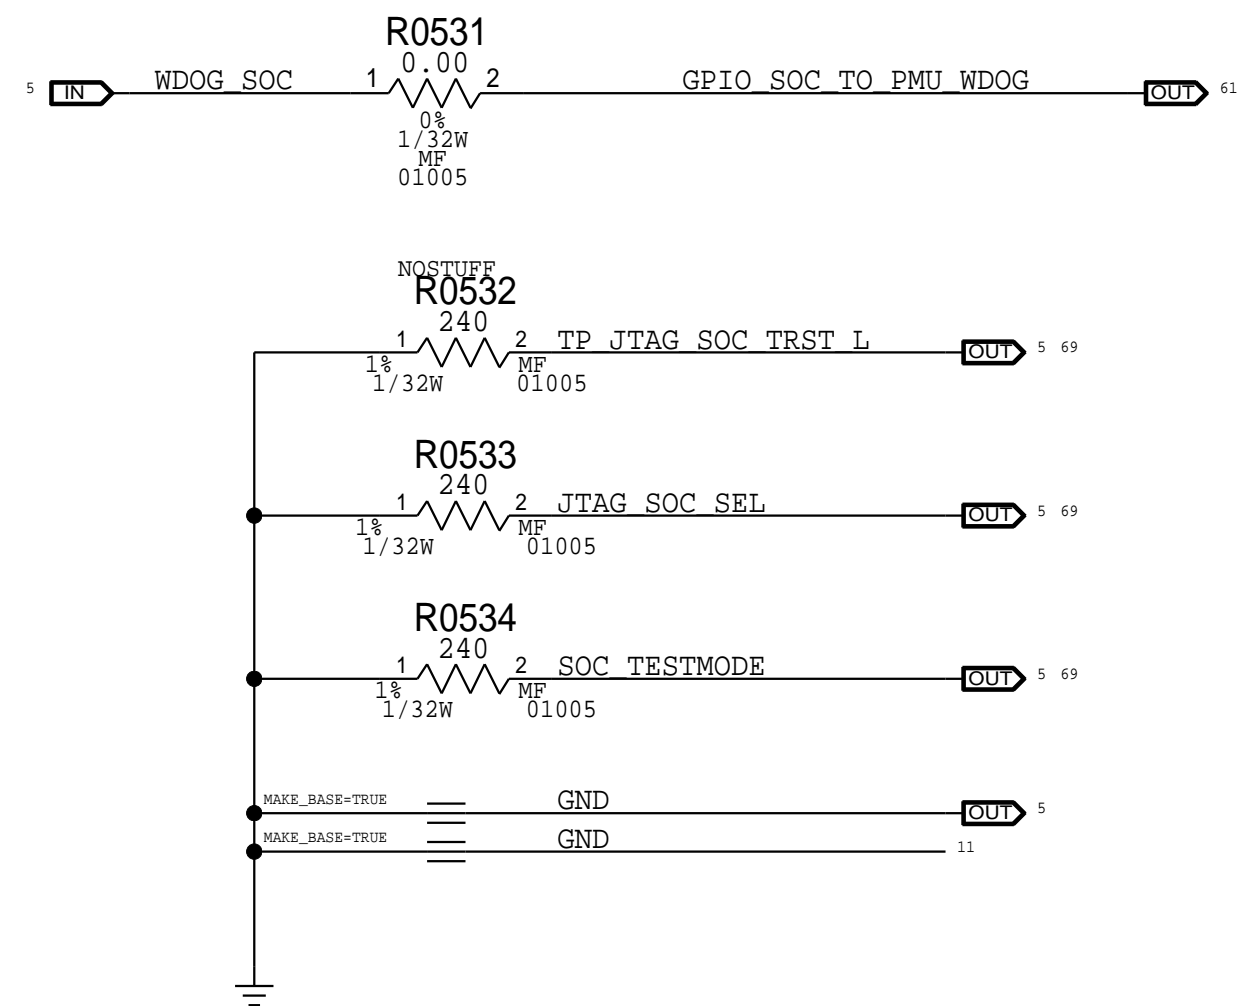 R0531
0.00
5 IN WDOG_SOC 1 2 GPIO_SOC_TO_PMU_WDOG OUT 61
0%
1/32W
MF
01005
NOSTUFF
R0532
240
1 2 TP_JTAG_SOC_TRST_L OUT 5 69
1% MF
1/32W 01005
R0533
240
1 2 JTAG_SOC_SEL OUT 5 69
1% MF
1/32W 01005
R0534
240
1 2 SOC_TESTMODE OUT 5 69
1% MF
1/32W 01005
MAKE_BASE=TRUE GND OUT 5
MAKE_BASE=TRUE GND 11